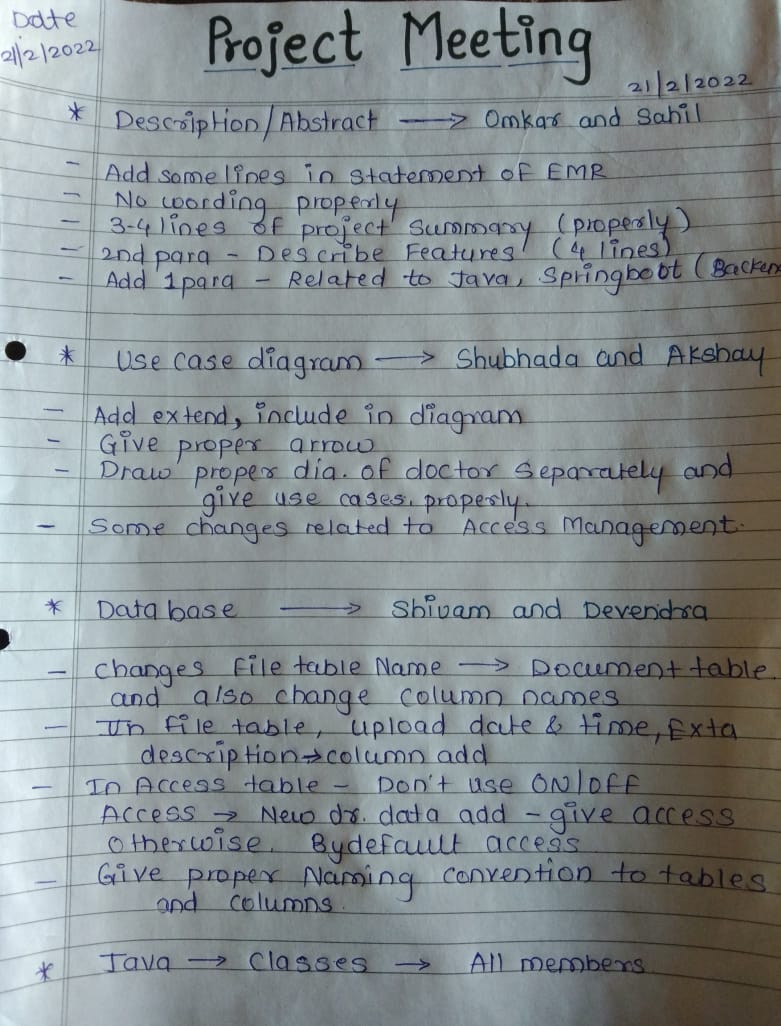 Date
21/2/2022
Project Meeting
21/2/2022
* Description/Abstract → Omkar and Sahil
- Add some lines in statement of EMR
- No wording properly
- 3-4 lines of project summary (properly)
- 2nd para - Describe Features (4 lines)
- Add 1 para - Related to Java, Springboot (Backen
* Use case diagram → Shubhada and Akshay
- Add extend, include in diagram
- Give proper arrow
- Draw proper dia. of doctor separately and
give use cases. properly.
- Some changes related to Access Management.
* Data base → Shivam and Devendra
- Changes File table Name → Document table
and also change column names
- In file table, upload date & time, Exta
description→column add
- In Access table - Don't use ON/OFF
Access → New dr. data add - give access
otherwise. Bydefault access
- Give proper Naming convention to tables
and columns.
* Java → Classes → All members